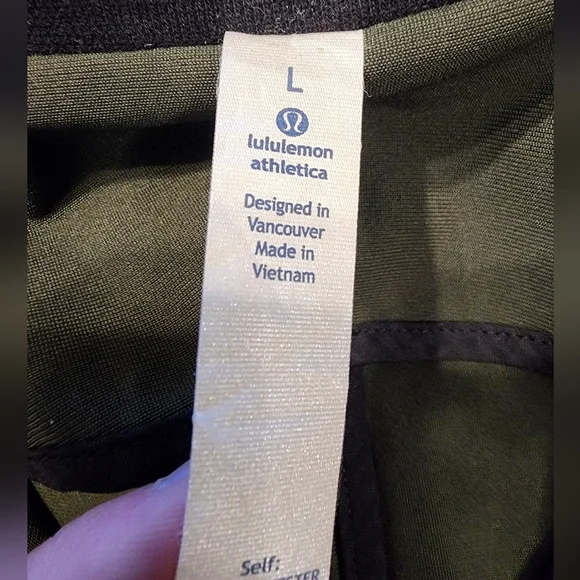 L
lululemon
athletica
Designed in
Vancouver
Made in
Vietnam
Self: